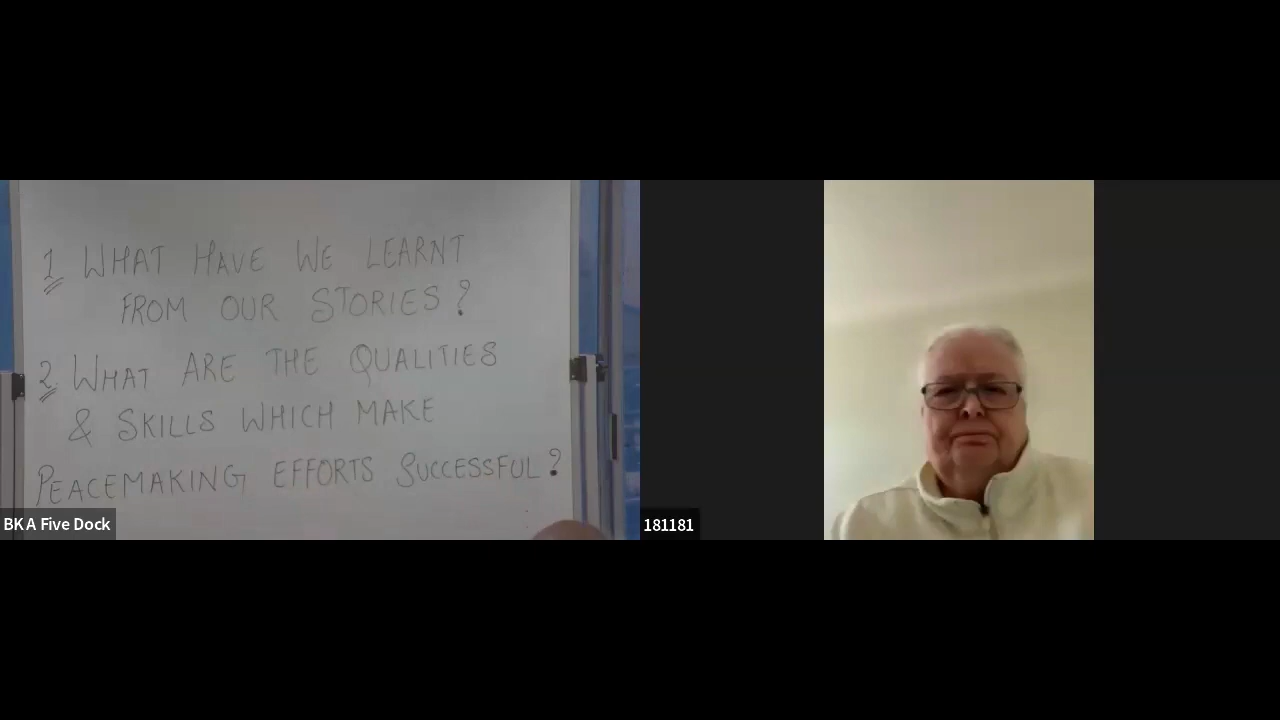 1 WHAT HAVE WE LEARNT
FROM OUR STORIES?
2. WHAT ARE THE QUALITIES
& SKILLS WHICH MAKE
PEACEMAKING EFFORTS SUCCESSFUL?
BK A Five Dock
181181